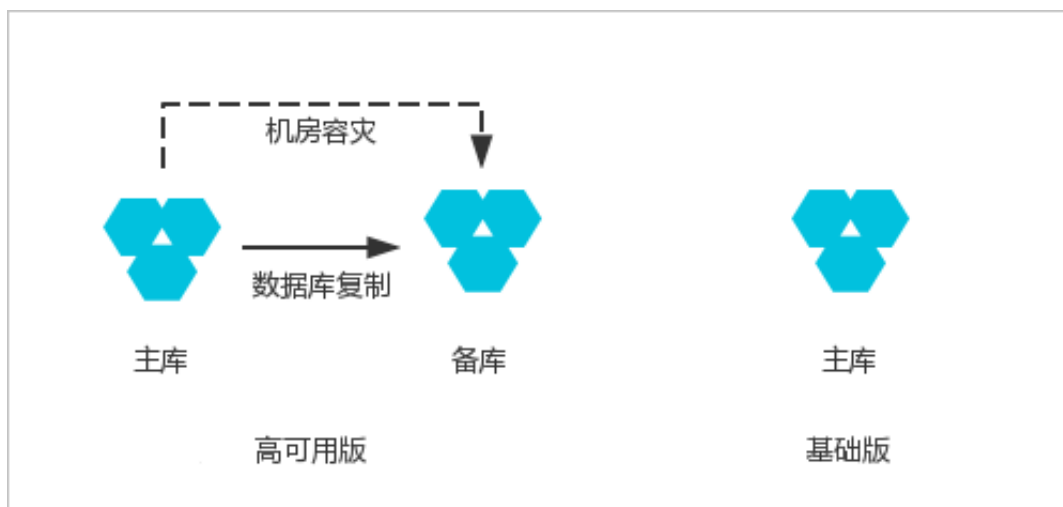 机房容灾
数据库复制
主库
备库
主库
高可用版
基础版